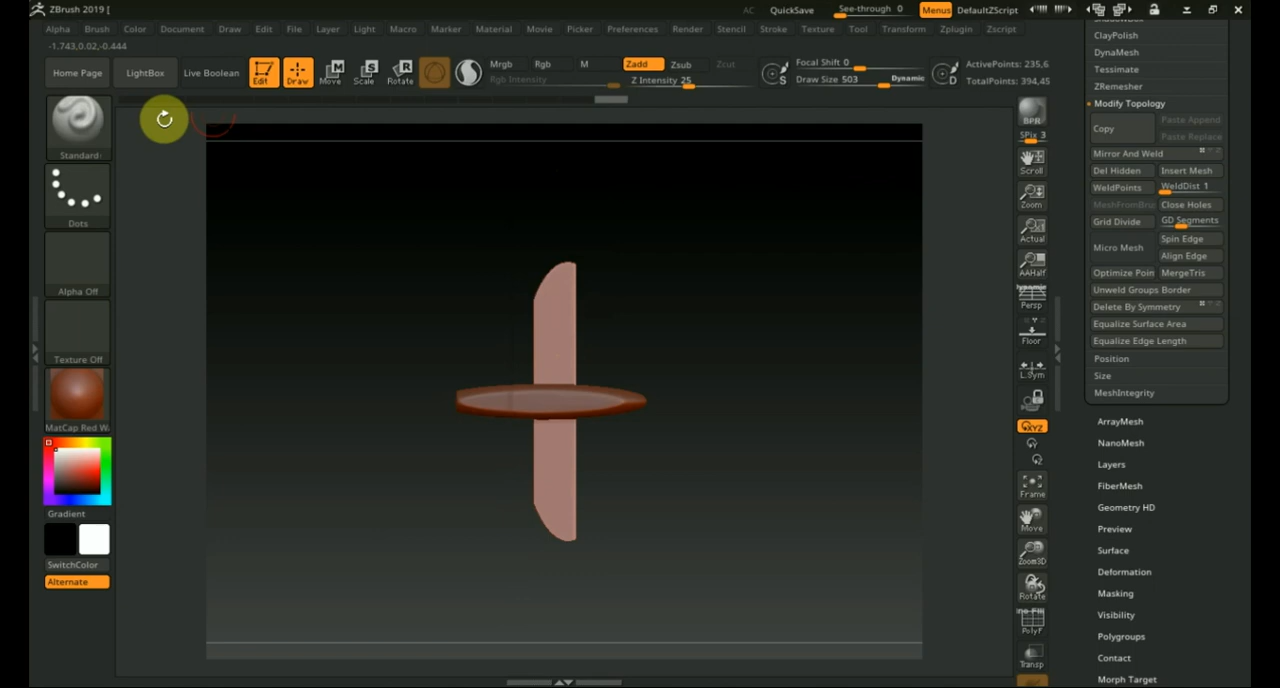 ZBrush 2019 [
AC QuickSave See-through 0 Menus DefaultZScript
Alpha Brush Color Document Draw Edit File Layer Light Macro Marker Material Movie Picker Preferences Render Stencil Stroke Texture Tool Transform Zplugin Zscript
-1.743,0.02,-0.444
Home Page LightBox Live Boolean Edit Draw Move Scale Rotate
Mrgb Rgb M Zadd Zsub Zcut
Rgb Intensity Z Intensity 25
Focal Shift 0
Draw Size 503 Dynamic
ActivePoints: 235,6
TotalPoints: 394,45
Standard
Dots
Alpha Off
Texture Off
MatCap Red W
Gradient
SwitchColor
Alternate
BPR
SPix 3
Scroll
Zoom
Actual
AAHalf
Persp
Floor
L.Sym
XYZ
Frame
Move
Zoom3D
Rotate
PolyF
Transp
ClayPolish
DynaMesh
Tessimate
ZRemesher
Modify Topology
Copy Paste Append
Paste Replace
Mirror And Weld
Del Hidden Insert Mesh
WeldPoints WeldDist 1
MeshFromBru Close Holes
Grid Divide GD Segments
Micro Mesh Spin Edge
Align Edge
Optimize Poin MergeTris
Unweld Groups Border
Delete By Symmetry
Equalize Surface Area
Equalize Edge Length
Position
Size
MeshIntegrity
ArrayMesh
NanoMesh
Layers
FiberMesh
Geometry HD
Preview
Surface
Deformation
Masking
Visibility
Polygroups
Contact
Morph Target